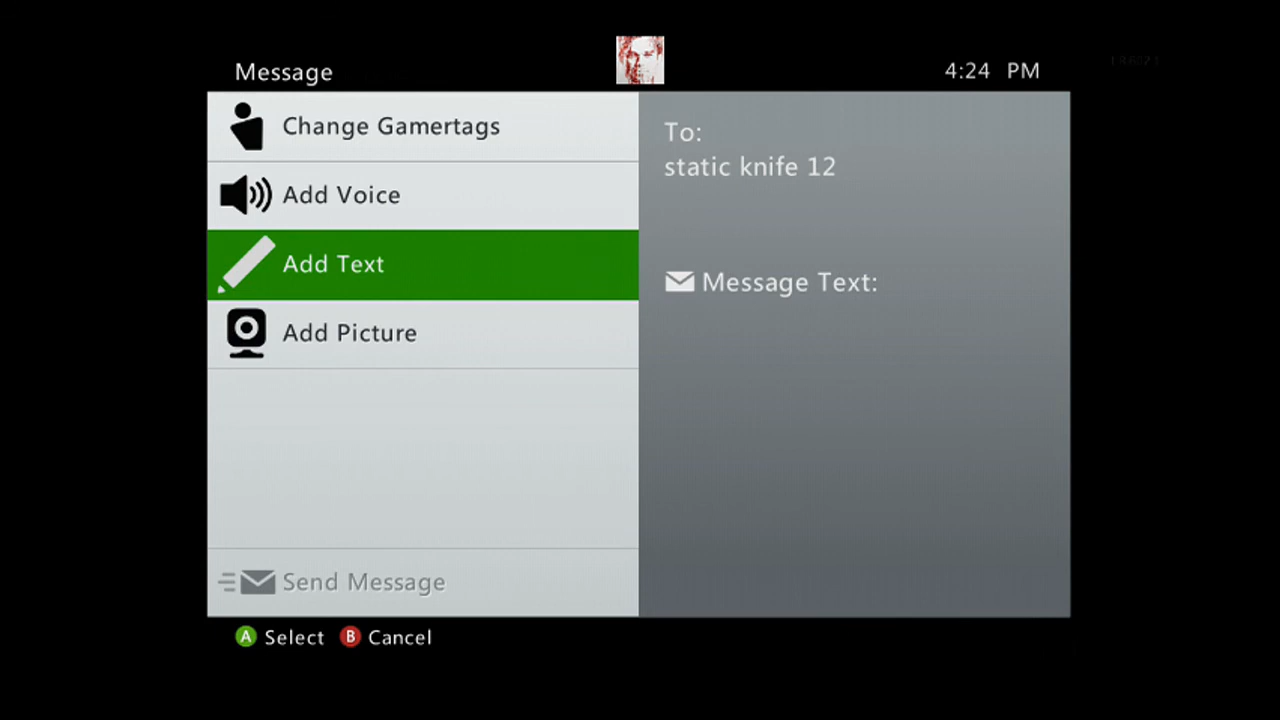 Message
4:24 PM
Change Gamertags
Add Voice
Add Text
Add Picture
Send Message
To:
static knife 12
Message Text:
A Select B Cancel